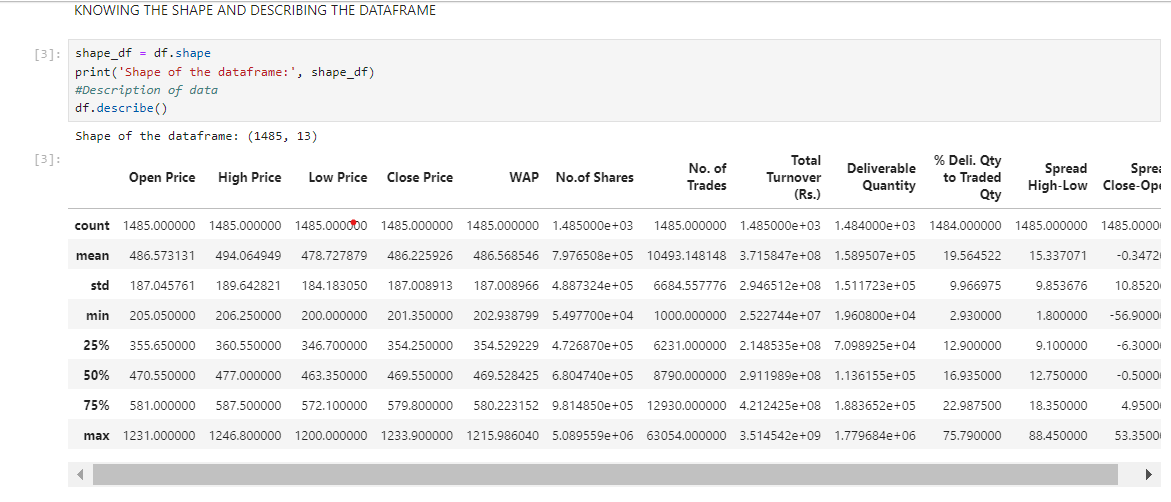 KNOWING THE SHAPE AND DESCRIBING THE DATAFRAME
[3]:
shape_df = df.shape
print('Shape of the dataframe:', shape_df)
#Description of data
df.describe()
Shape of the dataframe: (1485, 13)
[3]:
Open Price High Price Low Price Close Price WAP No.of Shares No. of Trades Total Turnover (Rs.) Deliverable Quantity % Deli. Qty to Traded Qty Spread High-Low Sprea Close-Ope
count 1485.000000 1485.000000 1485.000000 1485.000000 1485.000000 1.485000e+03 1485.000000 1.485000e+03 1.484000e+03 1484.000000 1485.000000 1485.0000
mean 486.573131 494.064949 478.727879 486.225926 486.568546 7.976508e+05 10493.148148 3.715847e+08 1.589507e+05 19.564522 15.337071 -0.3472
std 187.045761 189.642821 184.183050 187.008913 187.008966 4.887324e+05 6684.557776 2.946512e+08 1.511723e+05 9.966975 9.853676 10.8520
min 205.050000 206.250000 200.000000 201.350000 202.938799 5.497700e+04 1000.000000 2.522744e+07 1.960800e+04 2.930000 1.800000 -56.9000
25% 355.650000 360.550000 346.700000 354.250000 354.529229 4.726870e+05 6231.000000 2.148535e+08 7.098925e+04 12.900000 9.100000 -6.3000
50% 470.550000 477.000000 463.350000 469.550000 469.528425 6.804740e+05 8790.000000 2.911989e+08 1.136155e+05 16.935000 12.750000 -0.5000
75% 581.000000 587.500000 572.100000 579.800000 580.223152 9.814850e+05 12930.000000 4.212425e+08 1.883652e+05 22.987500 18.350000 4.9500
max 1231.000000 1246.800000 1200.000000 1233.900000 1215.986040 5.089559e+06 63054.000000 3.514542e+09 1.779684e+06 75.790000 88.450000 53.3500